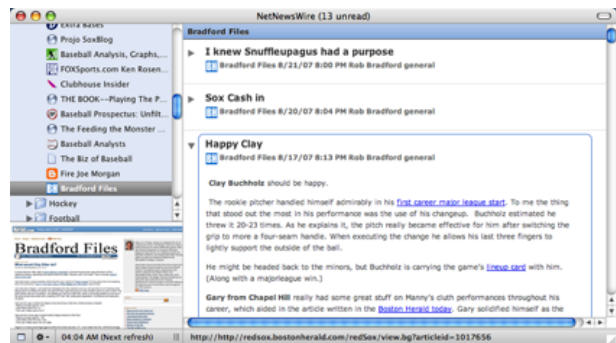 NetNewsWire (13 unread)
Extra Bases
Projo SoxBlog
Baseball Analysis, Graphs,...
FOXSports.com Ken Rosen...
Clubhouse Insider
THE BOOK--Playing The P...
Baseball Prospectus: Unfilt...
The Feeding the Monster ...
Baseball Analysts
The Biz of Baseball
Fire Joe Morgan
Bradford Files
Hockey
Football
Bradford Files
04:04 AM (Next refresh)
Bradford Files
I knew Snuffleupagus had a purpose
Bradford Files 8/21/07 8:00 PM Rob Bradford general
Sox Cash in
Bradford Files 8/20/07 8:04 PM Rob Bradford general
Happy Clay
Bradford Files 8/17/07 8:13 PM Rob Bradford general
Clay Buchholz should be happy.
The rookie pitcher handled himself admirably in his first career major league start. To me the thing
that stood out the most in his performance was the use of his changeup. Buchholz estimated he
threw it 20-23 times. As he explains it, the pitch really became effective for him after switching the
grip to more a four-seam handle. When executing the change he allows his last three fingers to
lightly support the outside of the ball.
He might be headed back to the minors, but Buchholz is carrying the game's lineup card with him.
(Along with a majorleague win.)
Gary from Chapel Hill really had some great stuff on Manny's cluth performances throughout his
career, which aided in the article written in the Boston Herald today. Gary solidified himself as the
http://http://redsox.bostonherald.com/redSox/view.bg?articleid=1017656